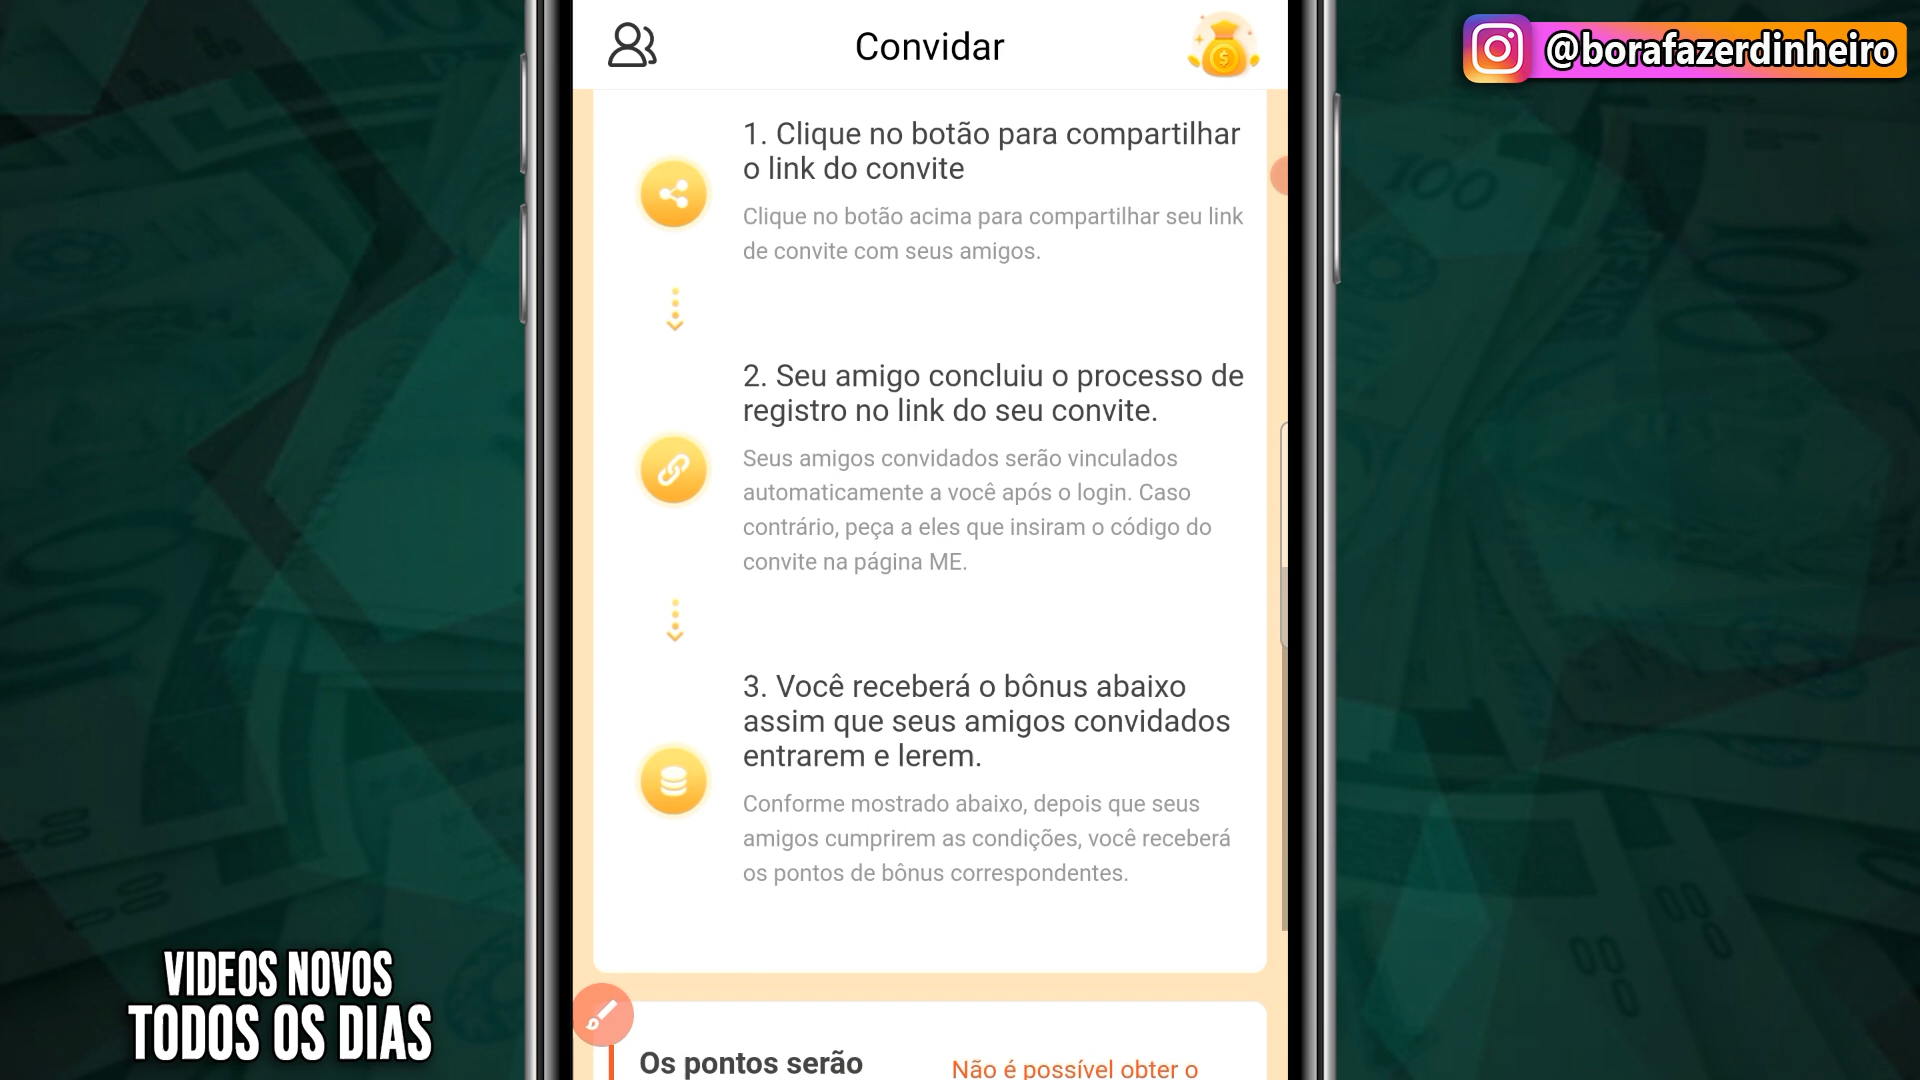 Convidar
@borafazerdinheiro
1. Clique no botão para compartilhar
o link do convite
Clique no botão acima para compartilhar seu link
de convite com seus amigos.
2. Seu amigo concluiu o processo de
registro no link do seu convite.
Seus amigos convidados serão vinculados
automaticamente a você após o login. Caso
contrário, peça a eles que insiram o código do
convite na página ME.
3. Você receberá o bônus abaixo
assim que seus amigos convidados
entrarem e lerem.
Conforme mostrado abaixo, depois que seus
amigos cumprirem as condições, você receberá
os pontos de bônus correspondentes.
VIDEOS NOVOS
TODOS OS DIAS
Os pontos serão
Não é possível obter o
100